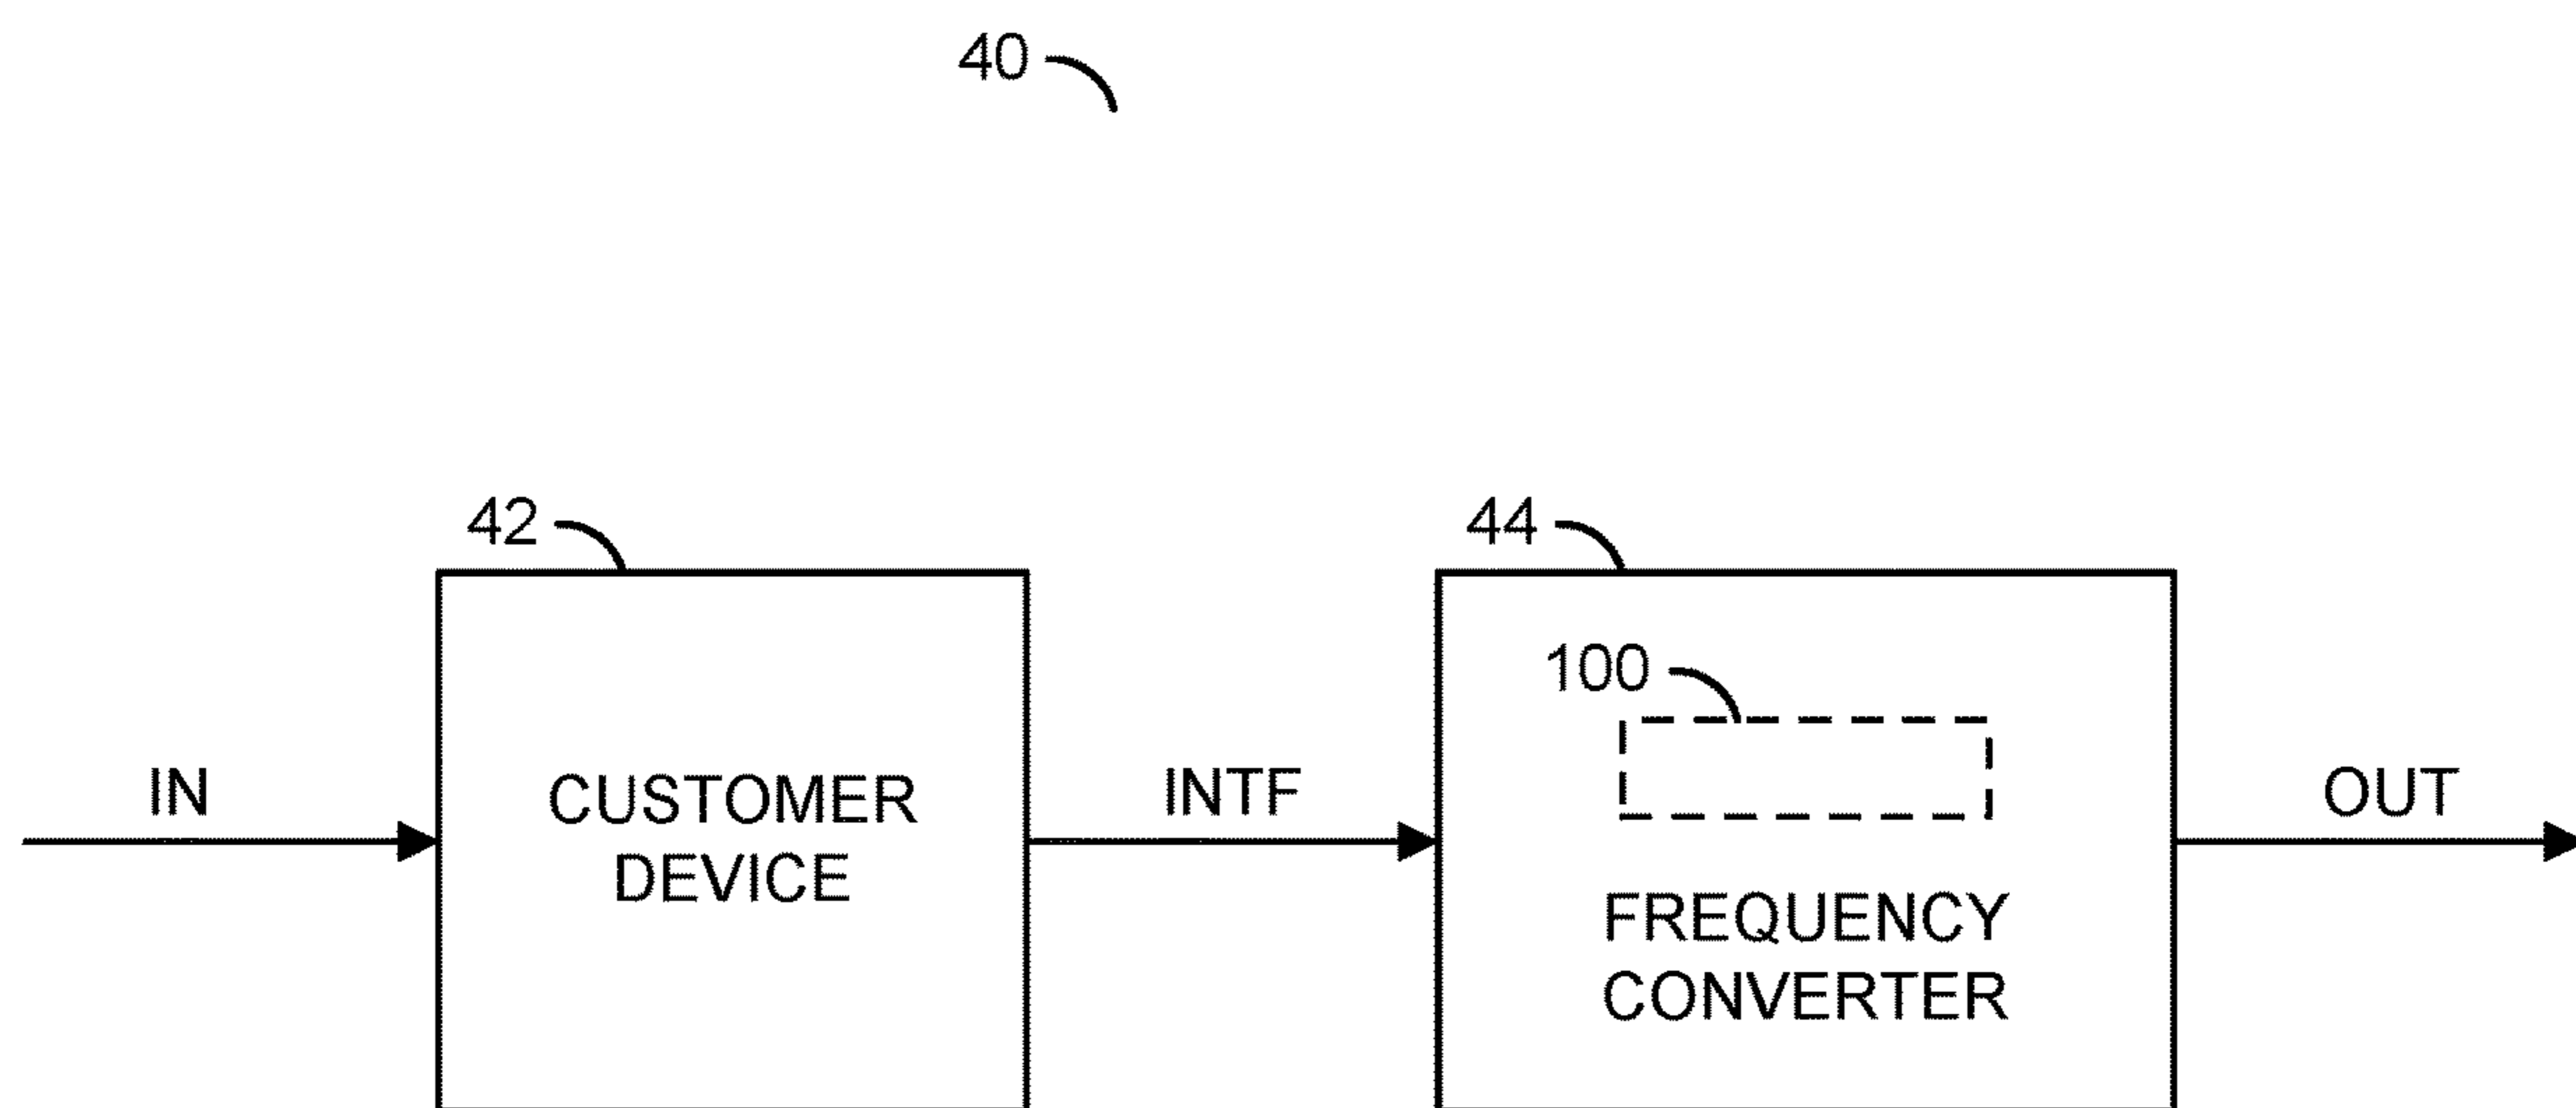 40
42
44
100
IN
CUSTOMER
DEVICE
INTF
FREQUENCY
CONVERTER
OUT